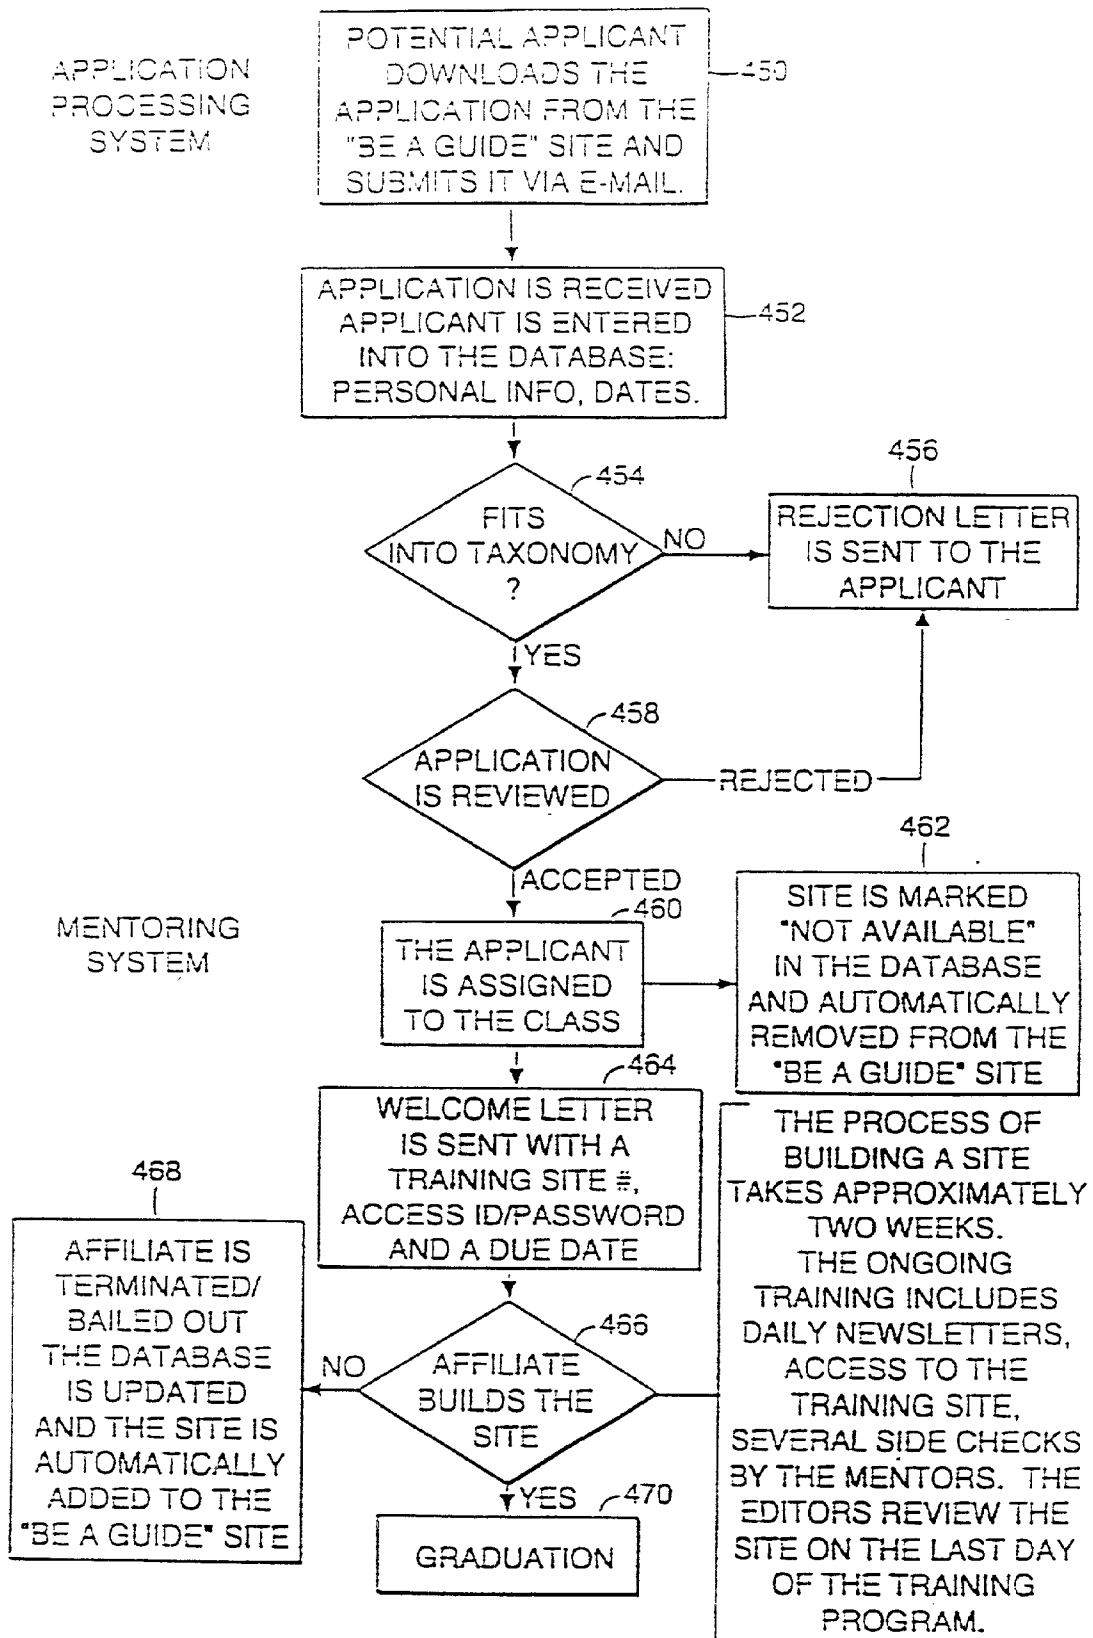 APPLICATION
PROCESSING
SYSTEM
POTENTIAL APPLICANT
DOWNLOADS THE
APPLICATION FROM THE
"BE A GUIDE" SITE AND
SUBMITS IT VIA E-MAIL.
450
APPLICATION IS RECEIVED
APPLICANT IS ENTERED
INTO THE DATABASE:
PERSONAL INFO, DATES.
452
454
FITS
INTO TAXONOMY
?
NO
456
REJECTION LETTER
IS SENT TO THE
APPLICANT
YES
458
APPLICATION
IS REVIEWED
REJECTED
ACCEPTED
MENTORING
SYSTEM
460
THE APPLICANT
IS ASSIGNED
TO THE CLASS
462
SITE IS MARKED
"NOT AVAILABLE"
IN THE DATABASE
AND AUTOMATICALLY
REMOVED FROM THE
"BE A GUIDE" SITE
464
WELCOME LETTER
IS SENT WITH A
TRAINING SITE #,
ACCESS ID/PASSWORD
AND A DUE DATE
466
AFFILIATE
BUILDS THE
SITE
NO
468
AFFILIATE IS
TERMINATED/
BAILED OUT
THE DATABASE
IS UPDATED
AND THE SITE IS
AUTOMATICALLY
ADDED TO THE
"BE A GUIDE" SITE
YES
470
GRADUATION
THE PROCESS OF
BUILDING A SITE
TAKES APPROXIMATELY
TWO WEEKS.
THE ONGOING
TRAINING INCLUDES
DAILY NEWSLETTERS,
ACCESS TO THE
TRAINING SITE,
SEVERAL SIDE CHECKS
BY THE MENTORS. THE
EDITORS REVIEW THE
SITE ON THE LAST DAY
OF THE TRAINING
PROGRAM.